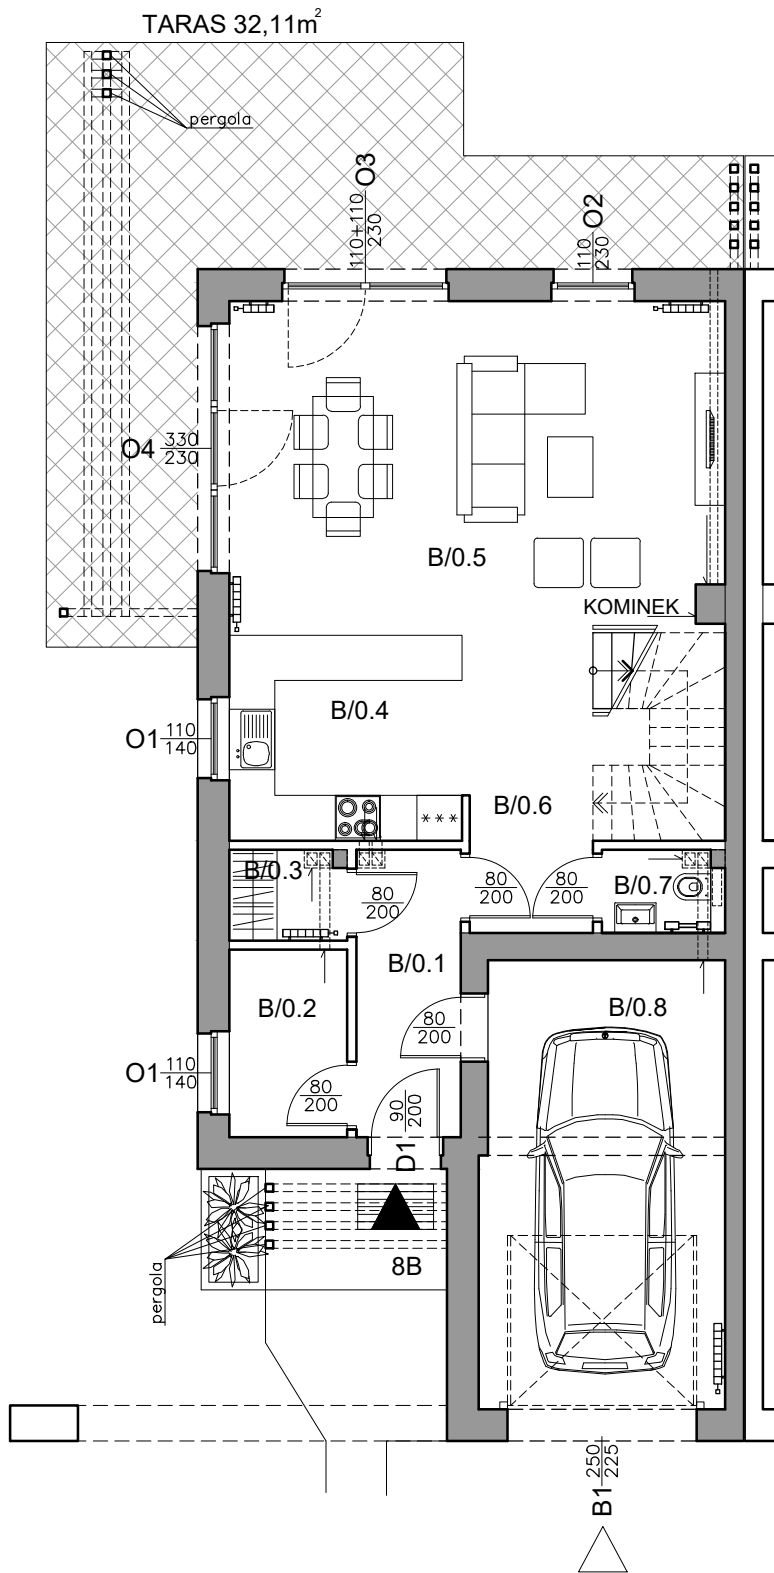 TARAS 32,11m²
pergola
110+110
230
O3
110
230
O2
O4
330
230
B/0.5
KOMINEK
B/0.4
O1
110
140
***
B/0.6
B/0.3
80
200
80
200
80
200
B/0.7
B/0.1
B/0.2
80
200
B/0.8
O1
110
140
80
200
90
200
D1
8B
pergola
B1
250
225